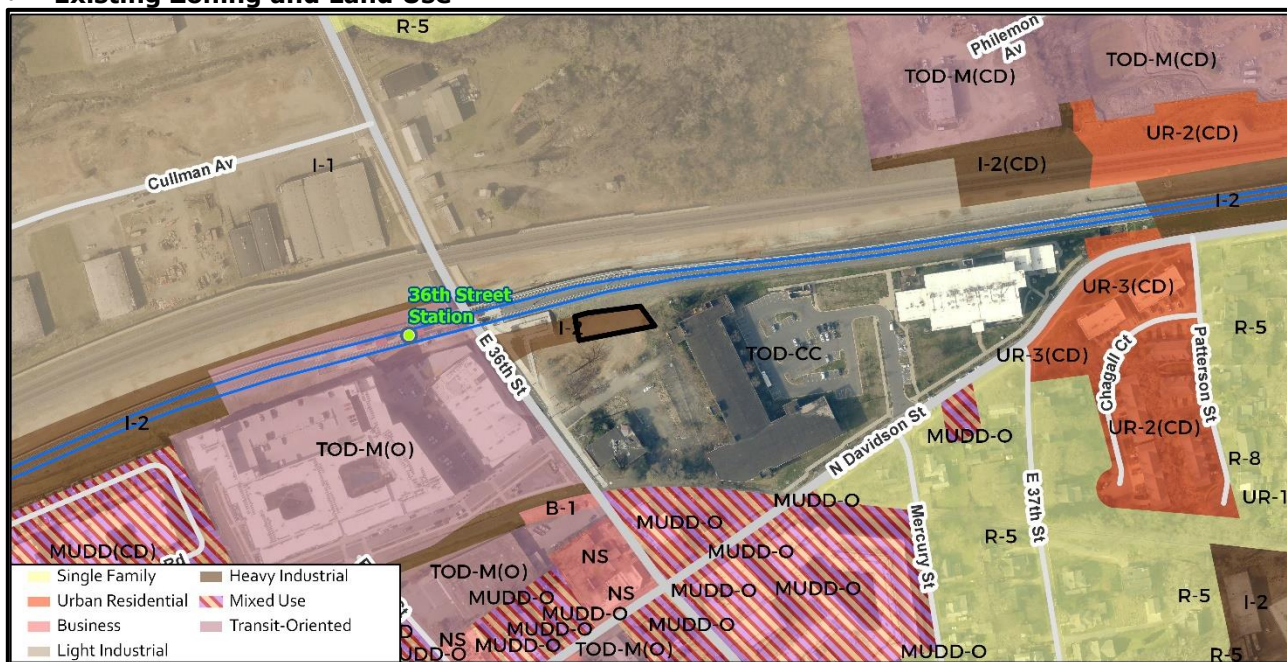 Existing Zoning and Land Use
R-5
Philemon
Av
TOD-M(CD)
TOD-M(CD)
UR-2(CD)
I-2(CD)
I-1
Cullman Av
I-2
36th Street
Station
UR-3(CD)
E 36th St
TOD-CC
UR-3(CD)
Chagall Ct
Patterson St
R-5
I-2
TOD-M(O)
N Davidson St
MUDD-O
UR-2(CD)
R-8
UR-1
E 37th St
B-1
MUDD-O
MUDD-O
Mercury St
R-5
MUDD(CD)
Rd
NS
TOD-M(O)
MUDD-O
MUDD-O
MUDD-O
NS
MUDD-O
MUDD-O
MUDD-O
NS
MUDD-O
MUDD-O
TOD-M(O)
MUDD-O
R-5
I-2
R-5
Single Family
Heavy Industrial
Urban Residential
Mixed Use
Business
Transit-Oriented
Light Industrial